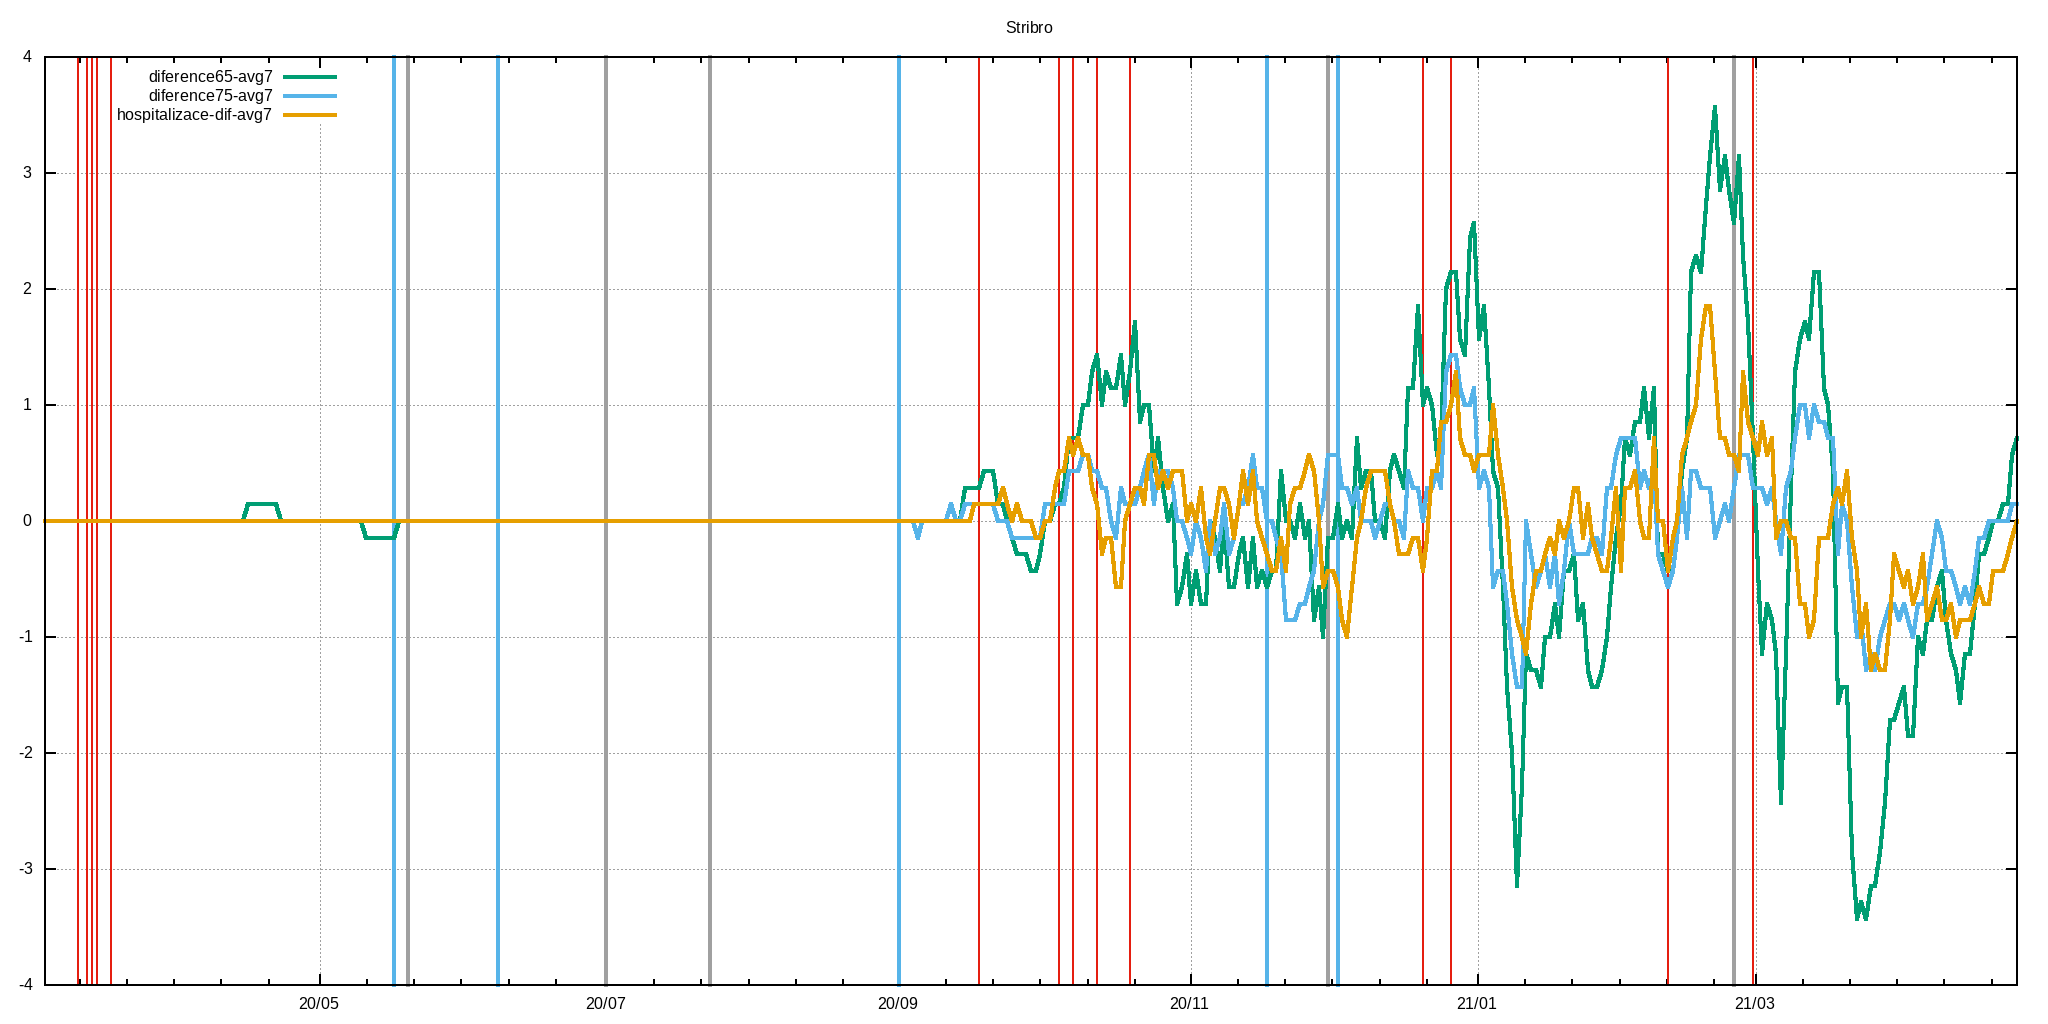 Stribro
4
diference65-avg7
diference75-avg7
hospitalizace-dif-avg7
3
2
1
0
-1
-2
-3
-4
20/05 20/07 20/09 20/11 21/01 21/03